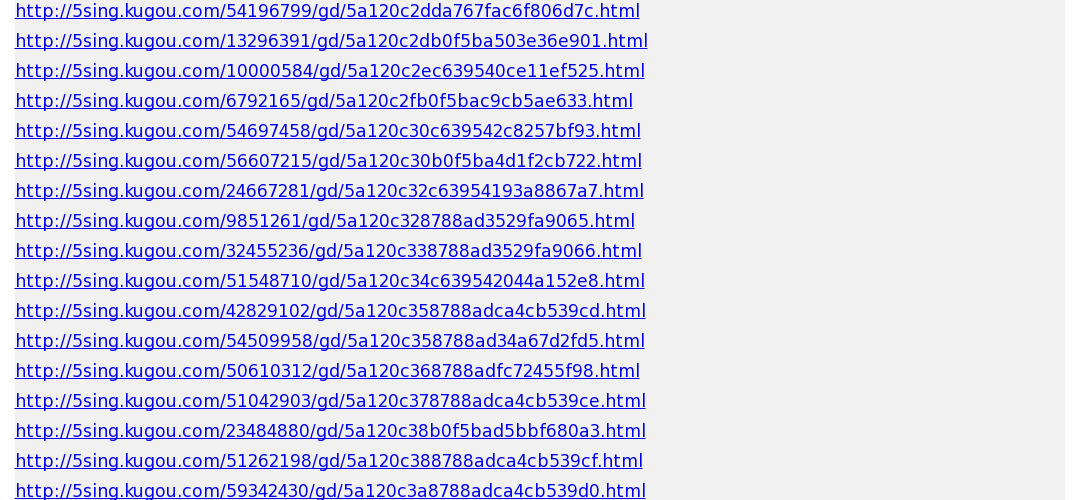 http://5sing.kugou.com/54196799/gd/5a120c2dda767fac6f806d7c.html
http://5sing.kugou.com/13296391/gd/5a120c2db0f5ba503e36e901.html
http://5sing.kugou.com/10000584/gd/5a120c2ec639540ce11ef525.html
http://5sing.kugou.com/6792165/gd/5a120c2fb0f5bac9cb5ae633.html
http://5sing.kugou.com/54697458/gd/5a120c30c639542c8257bf93.html
http://5sing.kugou.com/56607215/gd/5a120c30b0f5ba4d1f2cb722.html
http://5sing.kugou.com/24667281/gd/5a120c32c63954193a8867a7.html
http://5sing.kugou.com/9851261/gd/5a120c328788ad3529fa9065.html
http://5sing.kugou.com/32455236/gd/5a120c338788ad3529fa9066.html
http://5sing.kugou.com/51548710/gd/5a120c34c639542044a152e8.html
http://5sing.kugou.com/42829102/gd/5a120c358788adca4cb539cd.html
http://5sing.kugou.com/54509958/gd/5a120c358788ad34a67d2fd5.html
http://5sing.kugou.com/50610312/gd/5a120c368788adfc72455f98.html
http://5sing.kugou.com/51042903/gd/5a120c378788adca4cb539ce.html
http://5sing.kugou.com/23484880/gd/5a120c38b0f5bad5bbf680a3.html
http://5sing.kugou.com/51262198/gd/5a120c388788adca4cb539cf.html
http://5sing.kugou.com/59342430/gd/5a120c3a8788adca4cb539d0.html